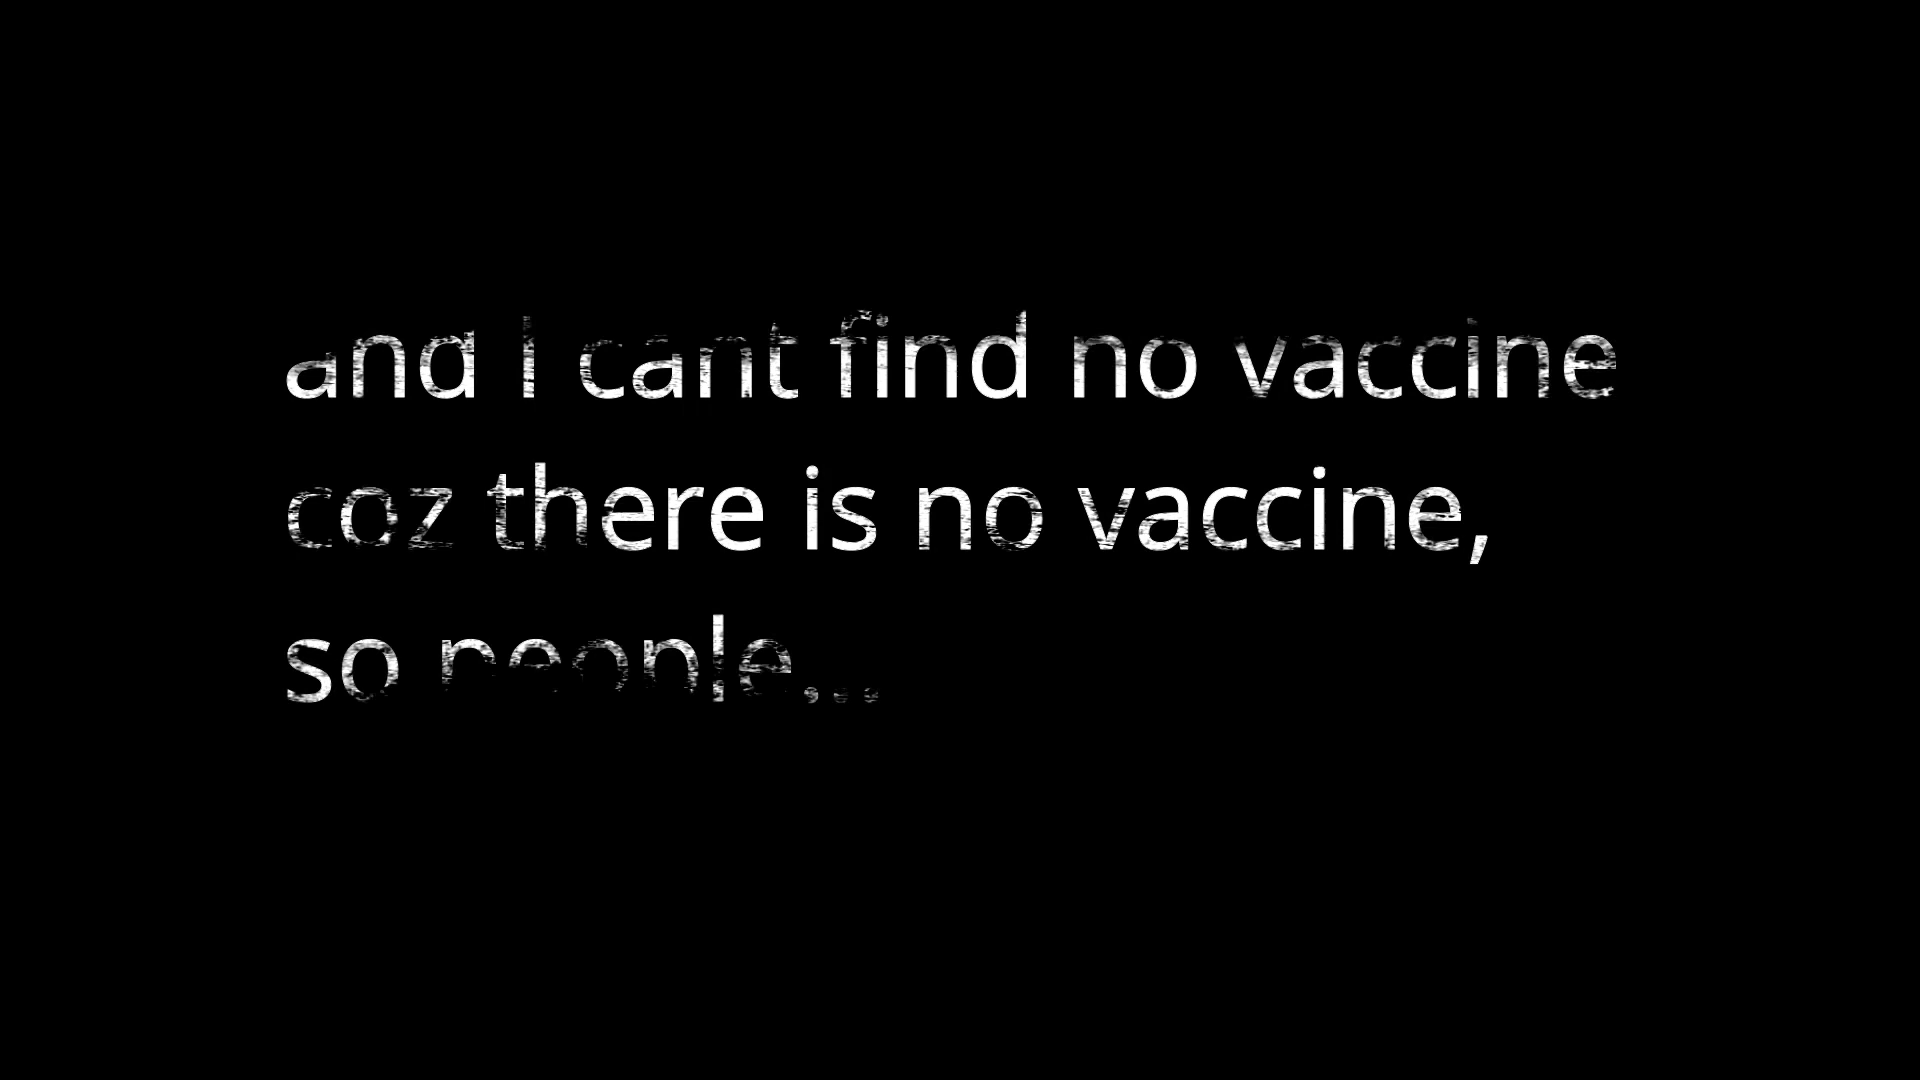 and I cant find no vaccine
coz there is no vaccine,
so people...